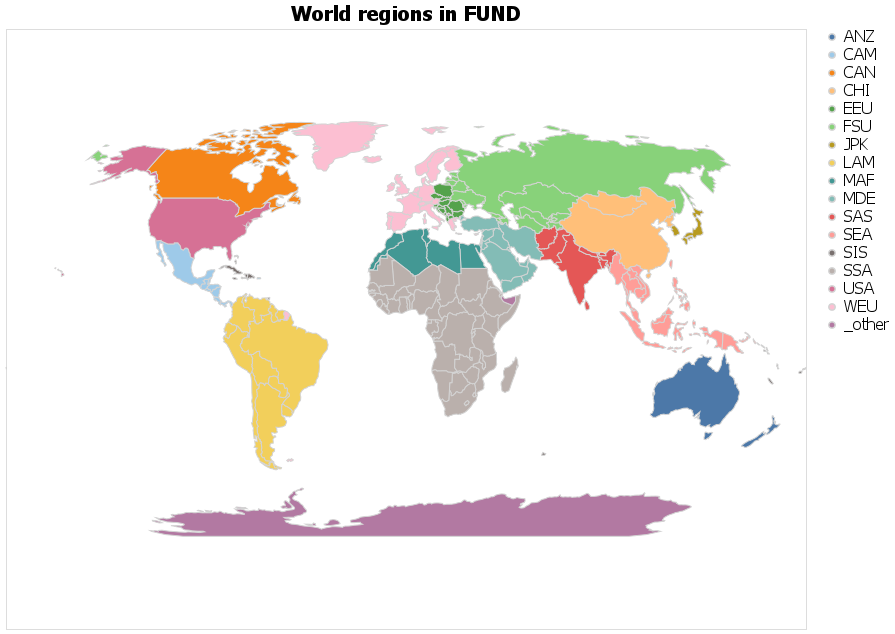 World regions in FUND
ANZ
CAM
CAN
CHI
EEU
FSU
JPK
LAM
MAF
MDE
SAS
SEA
SIS
SSA
USA
WEU
_other